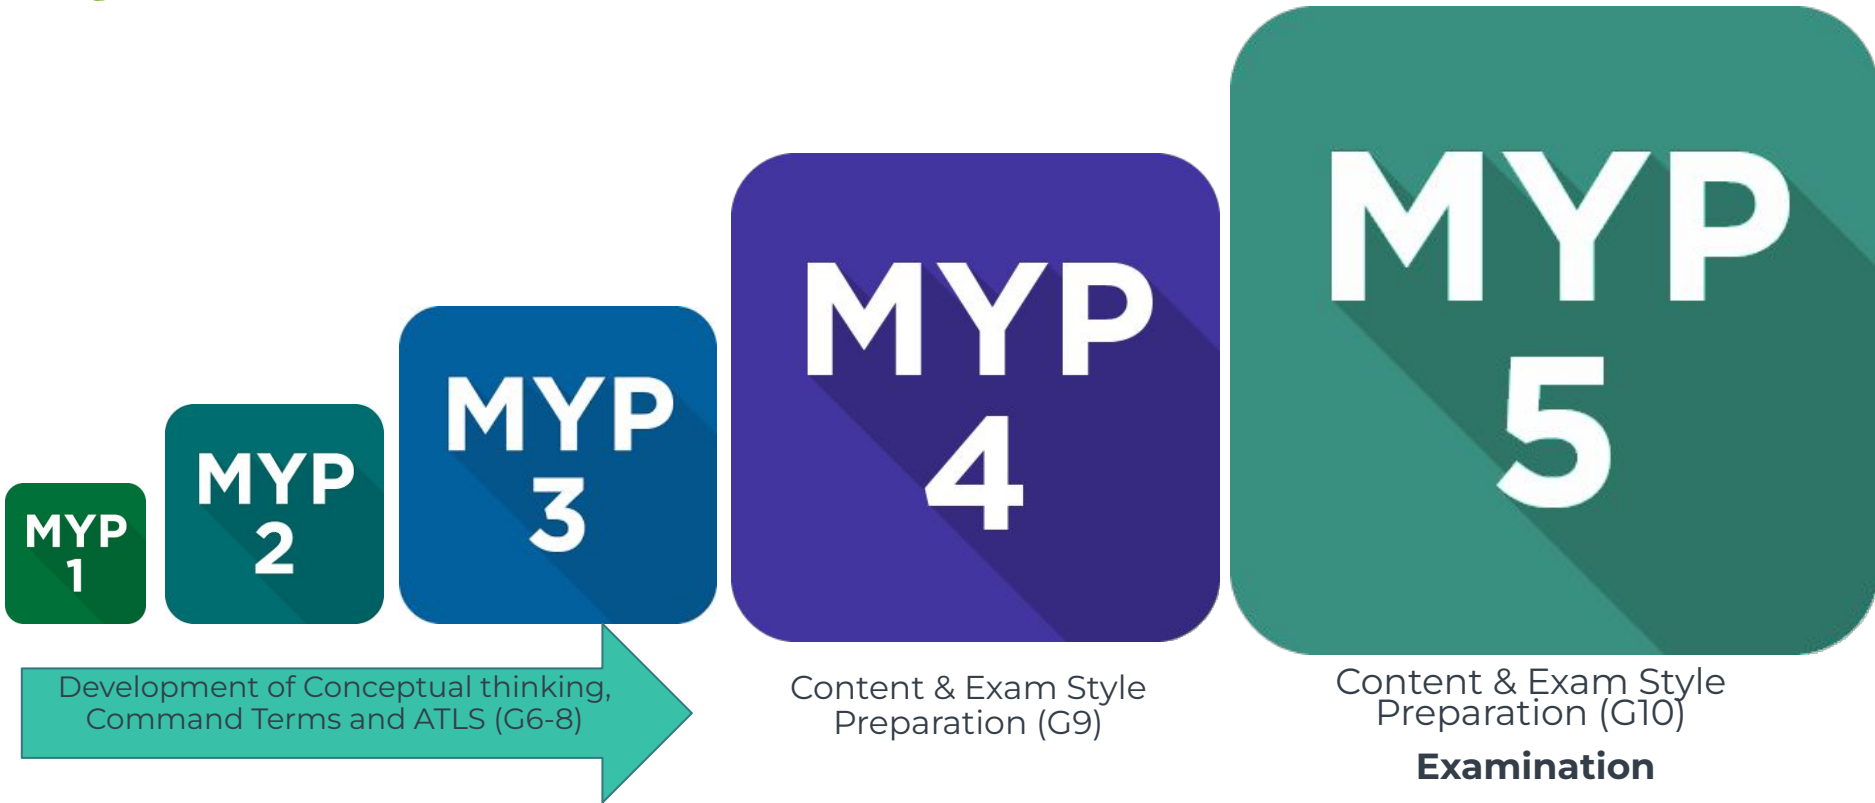 MYP
1
MYP
2
MYP
3
MYP
4
MYP
5
Development of Conceptual thinking,
Command Terms and ATLS (G6-8)
Content & Exam Style
Preparation (G9)
Content & Exam Style
Preparation (G10)
Examination